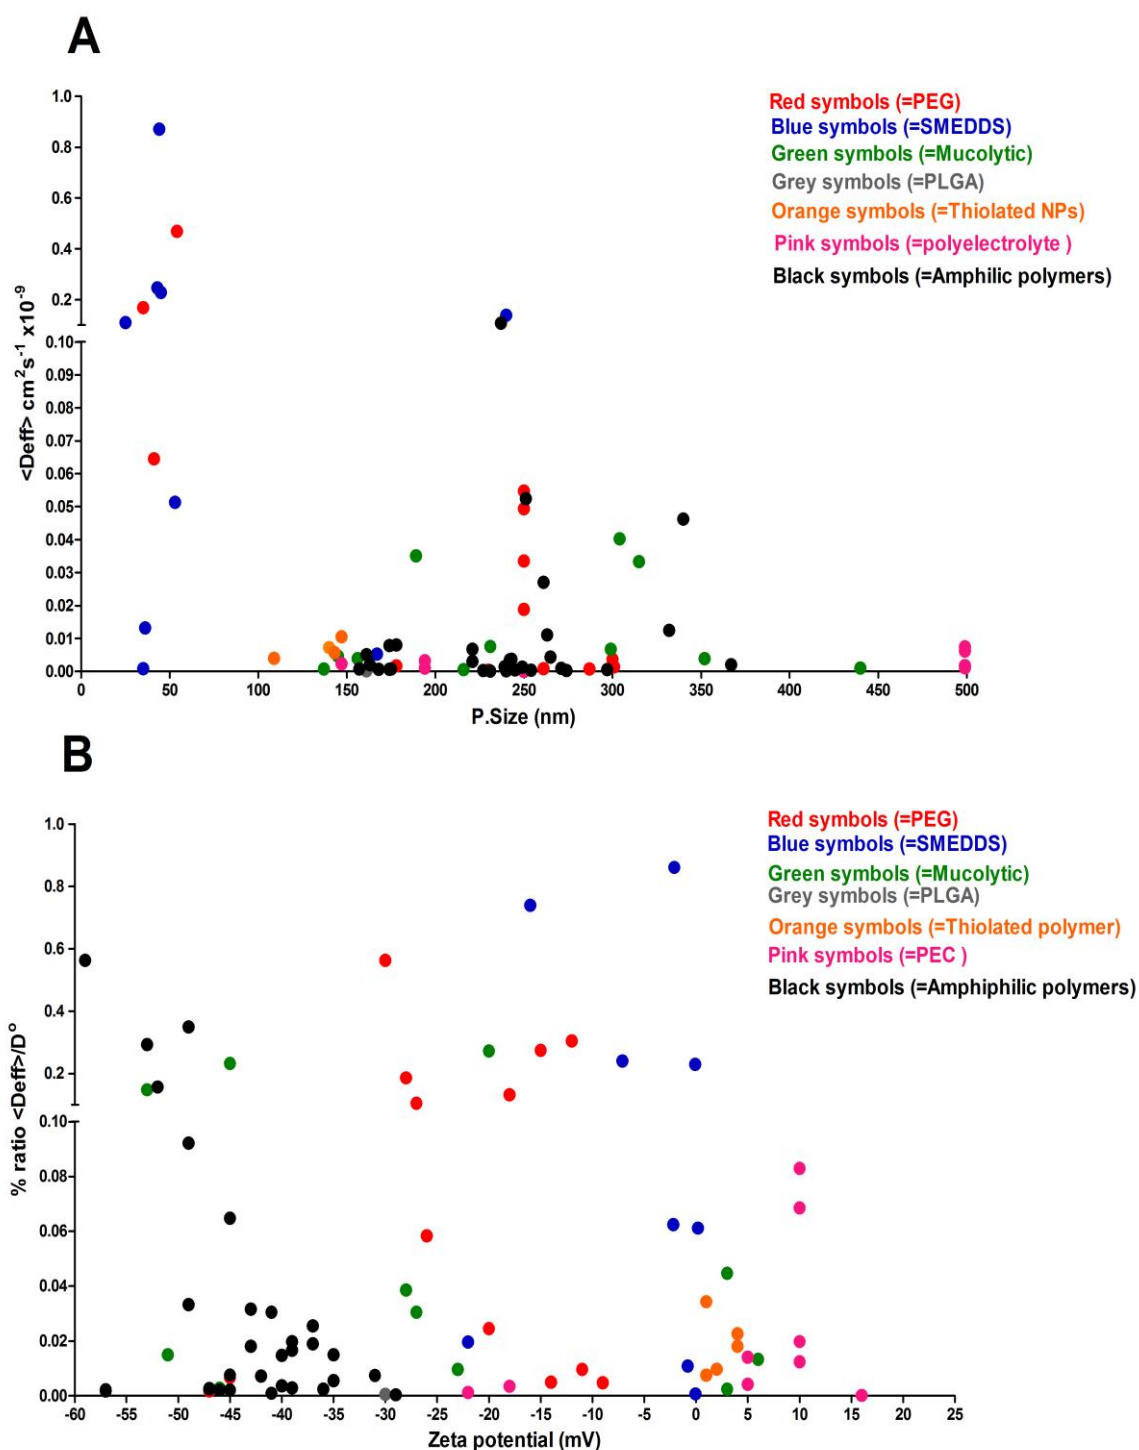 A
Red symbols (=PEG)
Blue symbols (=SMEDDS)
Green symbols (=Mucolytic)
Grey symbols (=PLGA)
Orange symbols (=Thiolated NPs)
Pink symbols (=polyelectrolyte )
Black symbols (=Amphilic polymers)
<Deff> cm²s⁻¹ x10⁻⁹
1.0
0.8
0.6
0.4
0.2
0.10
0.09
0.08
0.07
0.06
0.05
0.04
0.03
0.02
0.01
0.00
0 50 100 150 200 250 300 350 400 450 500
P.Size (nm)
B
Red symbols (=PEG)
Blue symbols (=SMEDDS)
Green symbols (=Mucolytic)
Grey symbols (=PLGA)
Orange symbols (=Thiolated polymer)
Pink symbols (=PEC )
Black symbols (=Amphiphilic polymers)
% ratio <Deff>/D°
1.0
0.8
0.6
0.4
0.2
0.10
0.08
0.06
0.04
0.02
0.00
-60 -55 -50 -45 -40 -35 -30 -25 -20 -15 -10 -5 0 5 10 15 20 25
Zeta potential (mV)